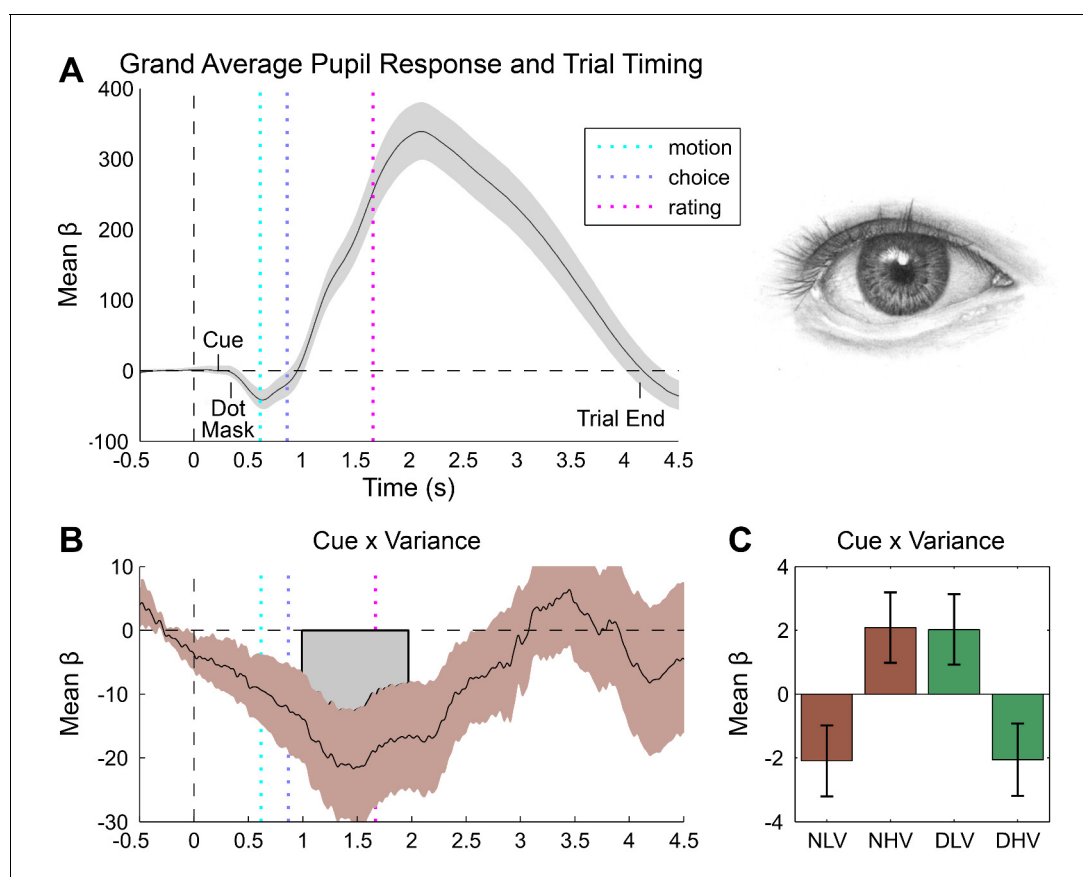 A
Grand Average Pupil Response and Trial Timing
400
300
200
100
0
-100
Mean β
Cue
Dot
Mask
Trial End
motion
choice
rating
-0.5 0 0.5 1 1.5 2 2.5 3 3.5 4 4.5
Time (s)
B
Cue x Variance
10
0
-10
-20
-30
Mean β
-0.5 0 0.5 1 1.5 2 2.5 3 3.5 4 4.5
C
Cue x Variance
4
2
0
-2
-4
Mean β
NLV NHV DLV DHV